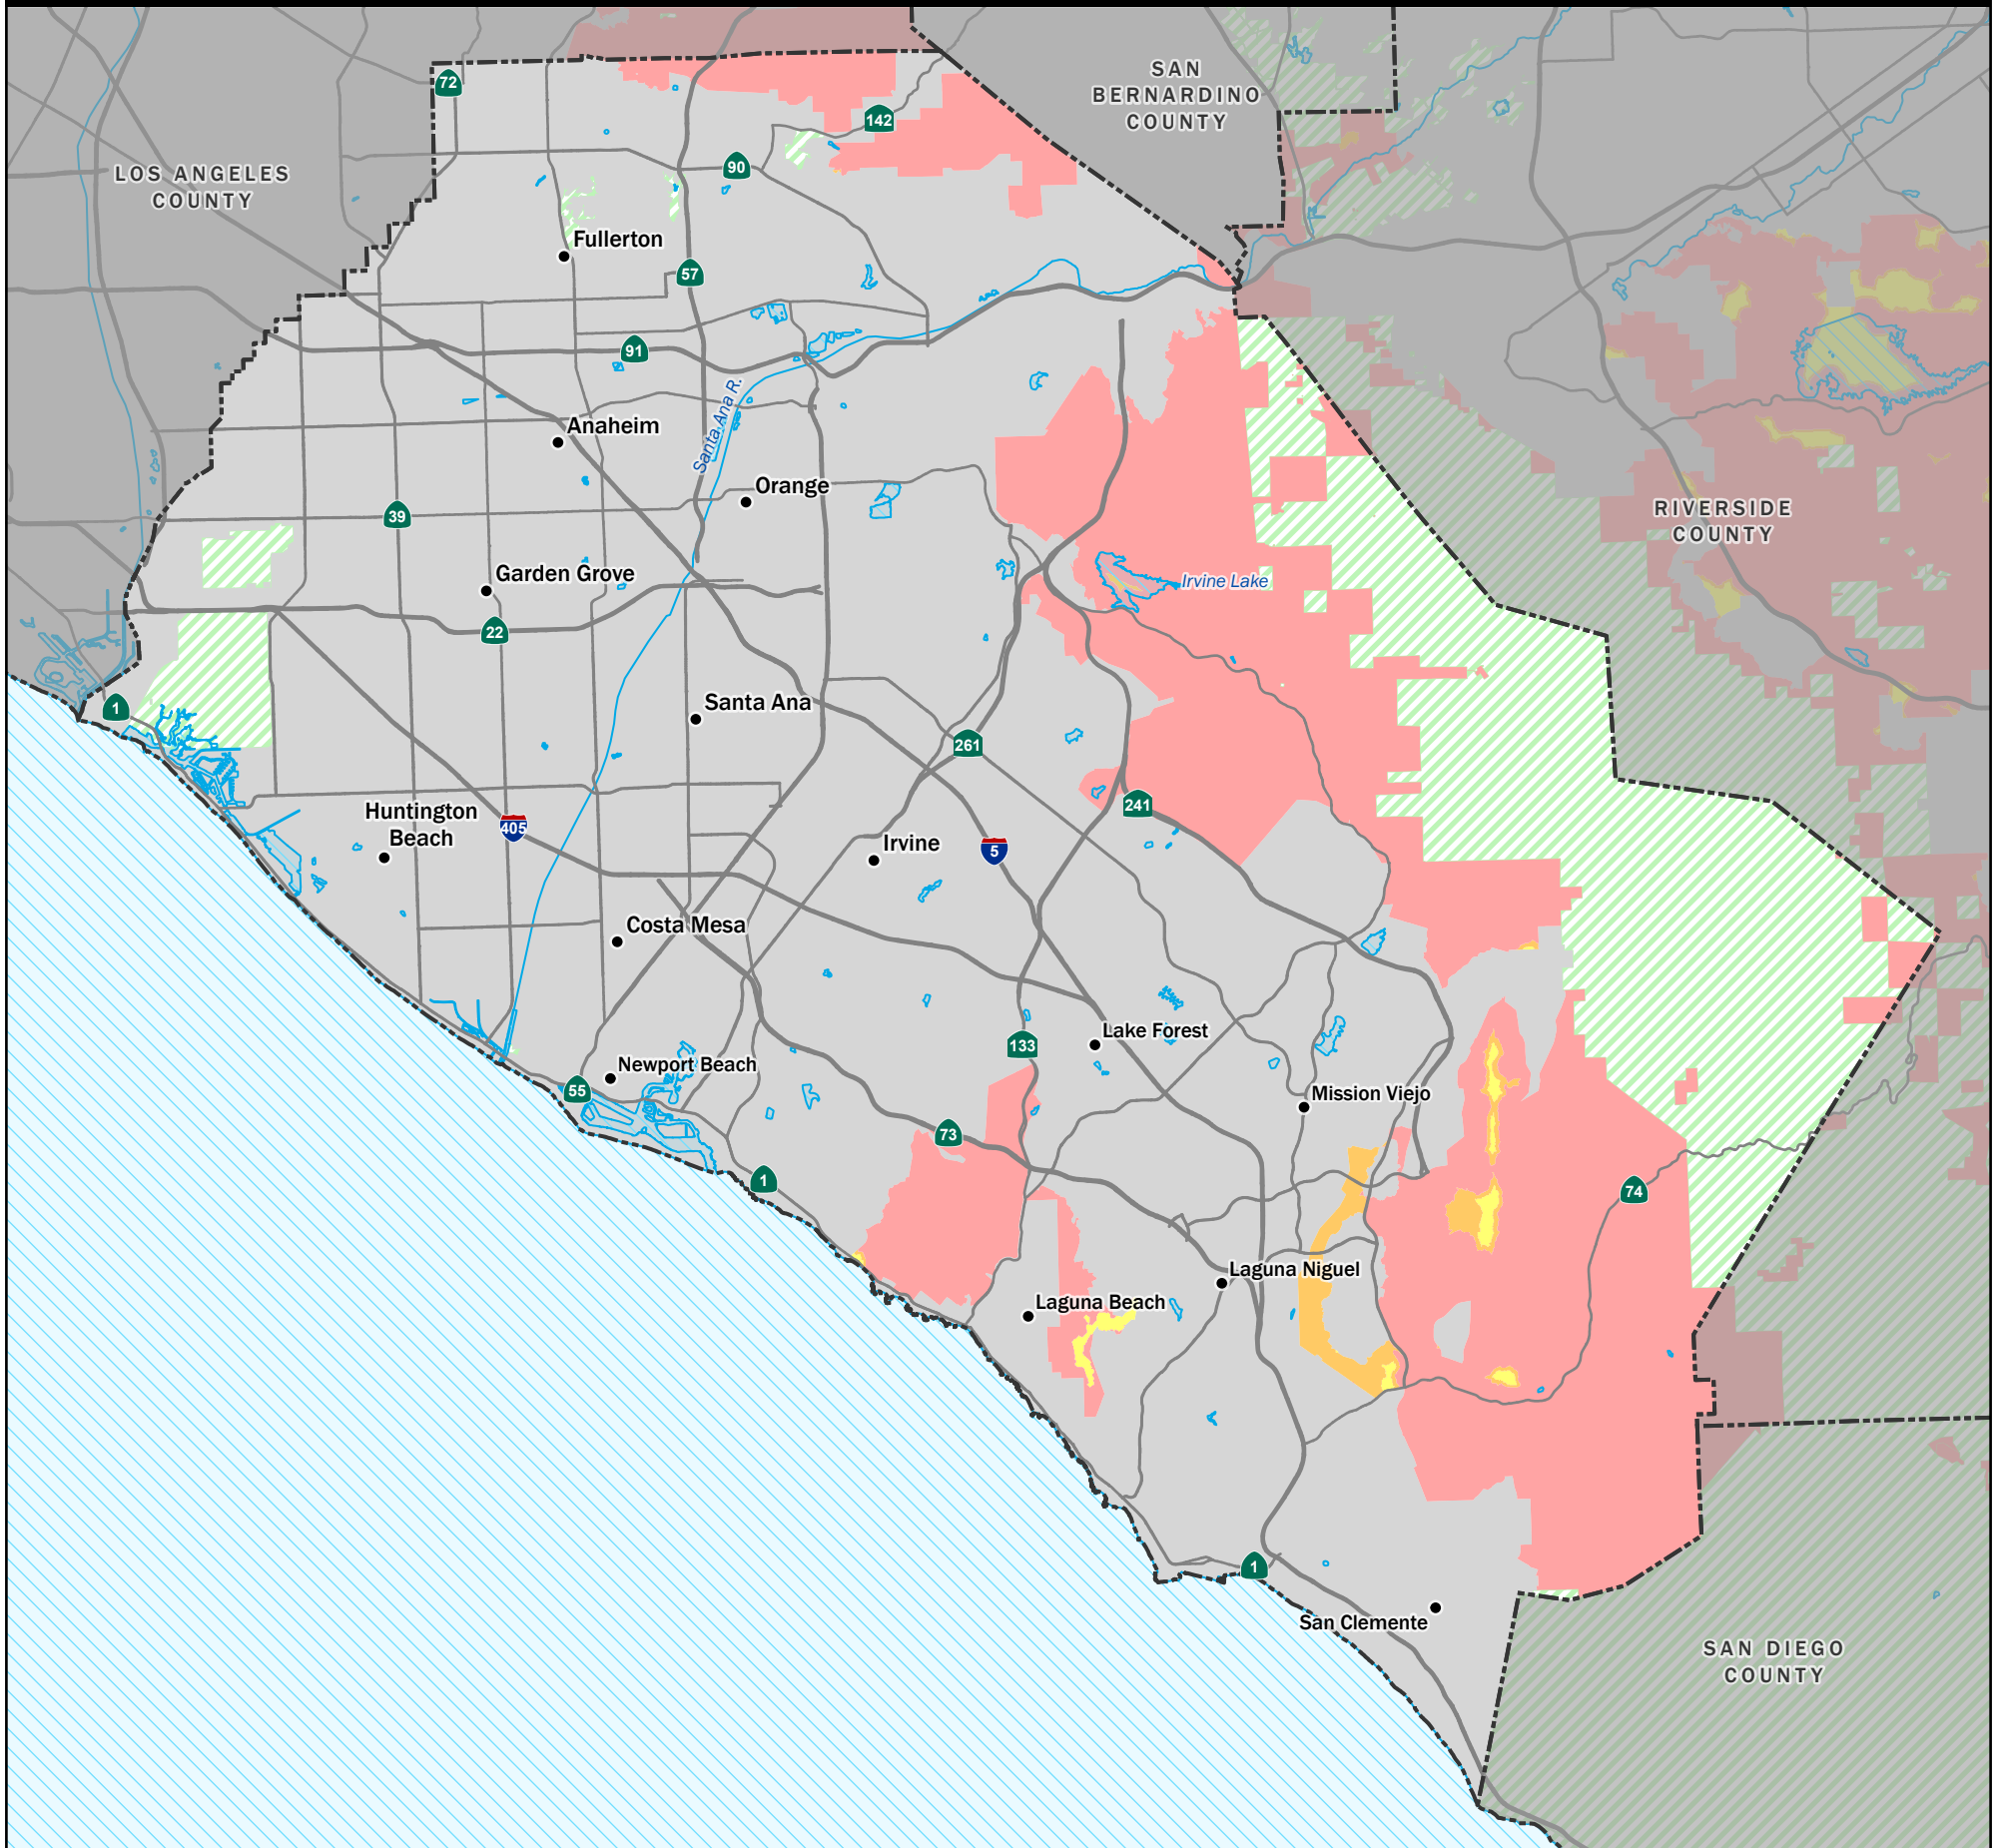 72
SAN
BERNARDINO
COUNTY
142
90
LOS ANGELES
COUNTY
Fullerton
57
91
Santa Ana R.
Anaheim
Orange
39
RIVERSIDE
COUNTY
Garden Grove
Irvine Lake
22
Santa Ana
1
261
241
Huntington
Beach
405
Irvine
5
Costa Mesa
Lake Forest
133
Newport Beach
55
Mission Viejo
73
1
74
Laguna Niguel
Laguna Beach
1
San Clemente
SAN DIEGO
COUNTY